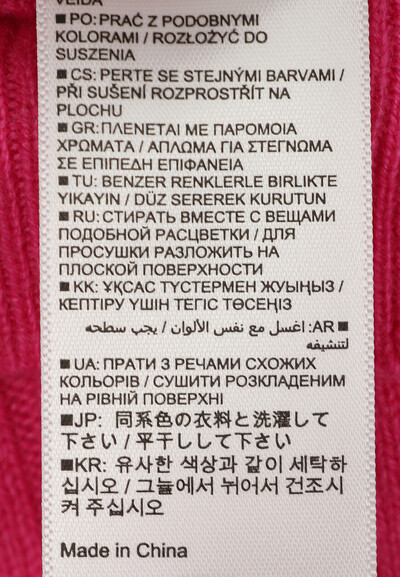 VEIDA
■ PO: PRAĆ Z PODOBNYMI
KOLORAMI / ROZŁOŻYĆ DO
SUSZENIA
■ CS: PERTE SE STEJNÝMI BARVAMI /
PŘI SUŠENÍ ROZPROSTŘÍT NA
PLOCHU
■ GR: ΠΛΕΝΕΤΑΙ ΜΕ ΠΑΡΟΜΟΙΑ
ΧΡΩΜΑΤΑ / ΑΠΛΩΜΑ ΓΙΑ ΣΤΕΓΝΩΜΑ
ΣΕ ΕΠΙΠΕΔΗ ΕΠΙΦΑΝΕΙΑ
■ TU: BENZER RENKLERLE BIRLIKTE
YIKAYIN / DÜZ SEREREK KURUTUN
■ RU: СТИРАТЬ ВМЕСТЕ С ВЕЩАМИ
ПОДОБНОЙ РАСЦВЕТКИ / ДЛЯ
ПРОСУШКИ РАЗЛОЖИТЬ НА
ПЛОСКОЙ ПОВЕРХНОСТИ
■ KK: ҰҚСАС ТҮСТЕРМЕН ЖУЫҢЫЗ /
КЕПТІРУ ҮШІН ТЕГІС ТӨСЕҢІЗ
■ AR: اغسل مع نفس الألوان / يجب سطحه
لتنشيفه
■ UA: ПРАТИ З РЕЧАМИ СХОЖИХ
КОЛЬОРІВ / СУШИТИ РОЗКЛАДЕНИМ
НА РІВНІЙ ПОВЕРХНІ
■JP: 同系色の衣料と洗濯して
下さい / 平干しして下さい
■KR: 유사한 색상과 같이 세탁하
십시오 / 그늘에서 뉘어서 건조시
켜 주십시오
Made in China